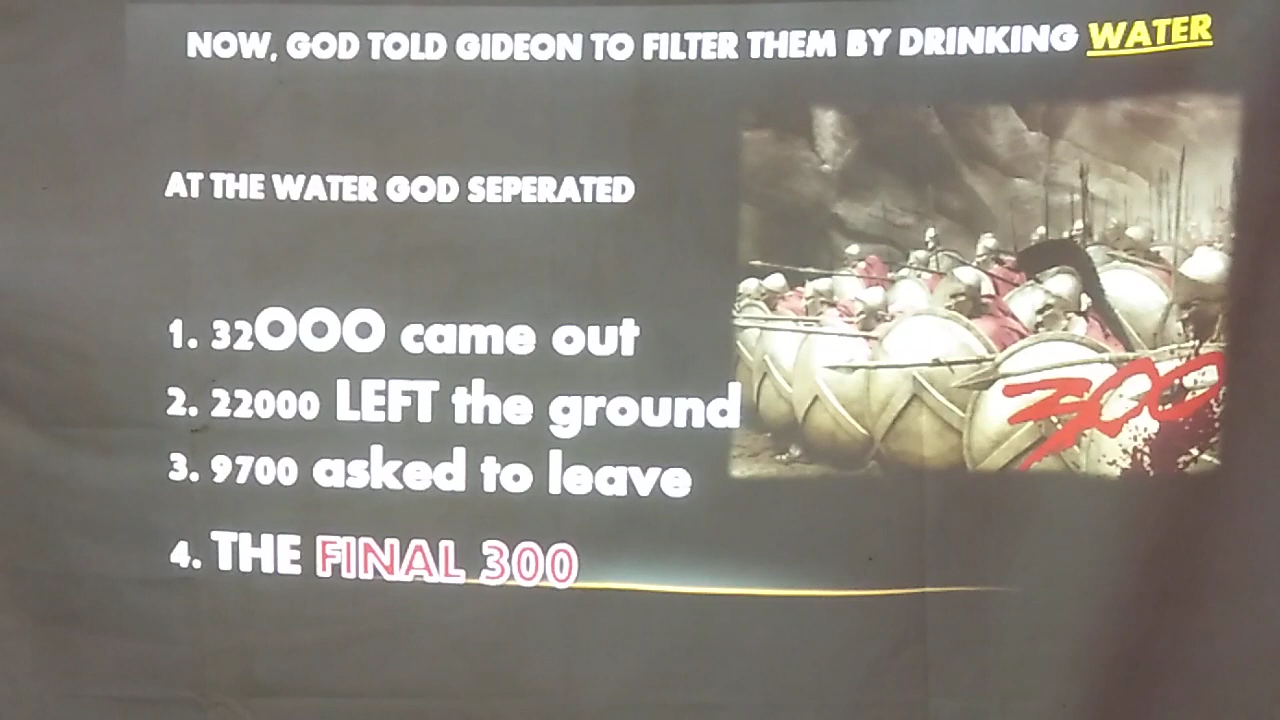 NOW, GOD TOLD GIDEON TO FILTER THEM BY DRINKING WATER
AT THE WATER GOD SEPERATED
1. 32000 came out
2. 22000 LEFT the ground
3. 9700 asked to leave
4. THE FINAL 300
300